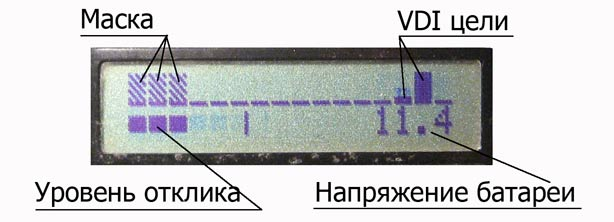 Маска VDI цели
11.4
Уровень отклика Напряжение батареи